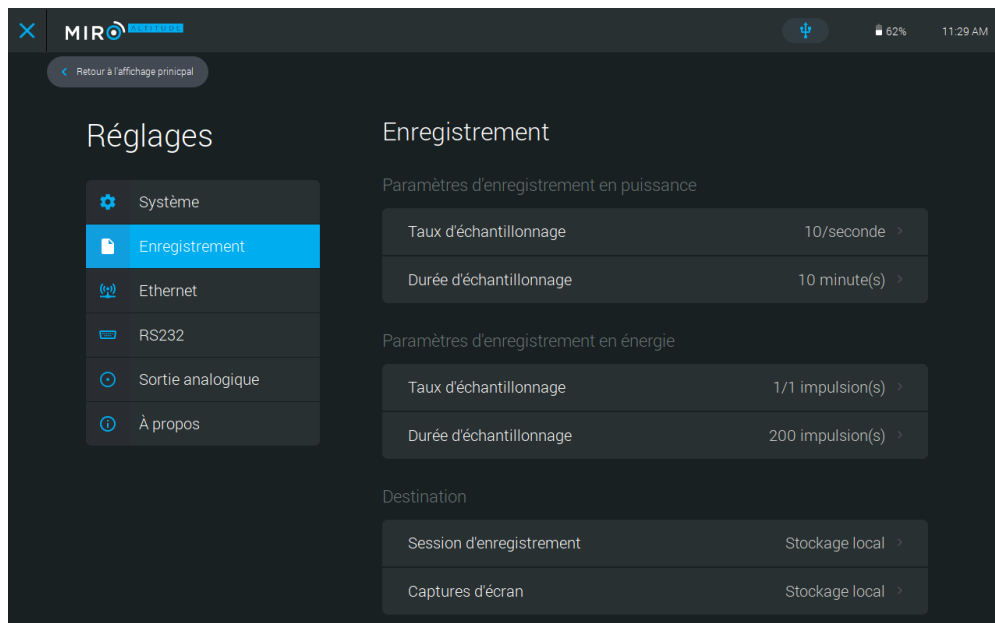 MIRO ALTITUDE
62% 11:29 AM
Retour à l'affichage prinicpal
Réglages
Système
Enregistrement
Ethernet
RS232
Sortie analogique
À propos
Enregistrement
Paramètres d'enregistrement en puissance
Taux d'échantillonnage 10/seconde
Durée d'échantillonnage 10 minute(s)
Paramètres d'enregistrement en énergie
Taux d'échantillonnage 1/1 impulsion(s)
Durée d'échantillonnage 200 impulsion(s)
Destination
Session d'enregistrement Stockage local
Captures d'écran Stockage local